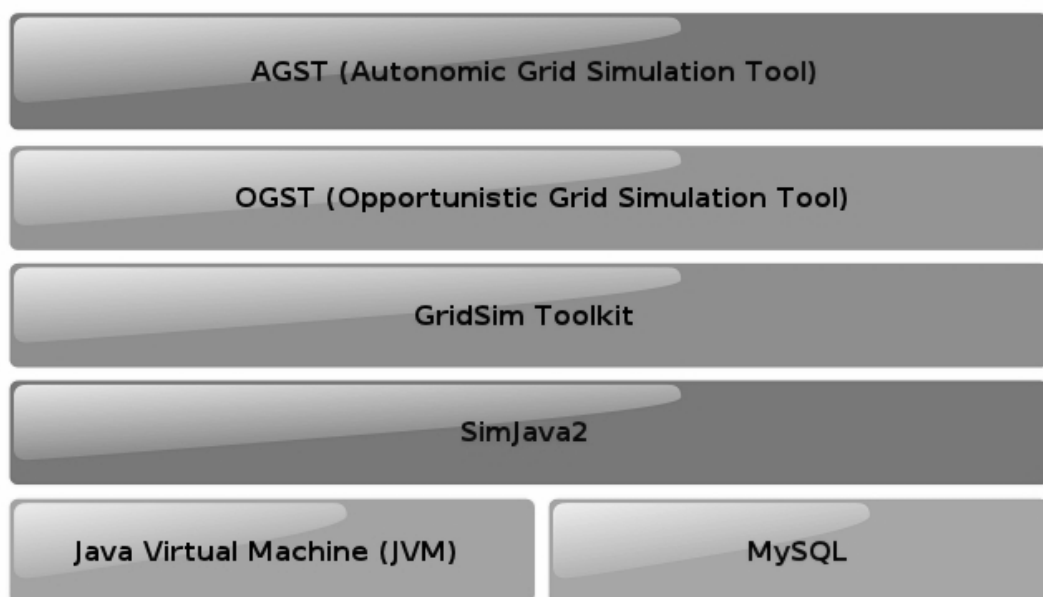 AGST (Autonomic Grid Simulation Tool)
OGST (Opportunistic Grid Simulation Tool)
GridSim Toolkit
SimJava2
Java Virtual Machine (JVM)
MySQL